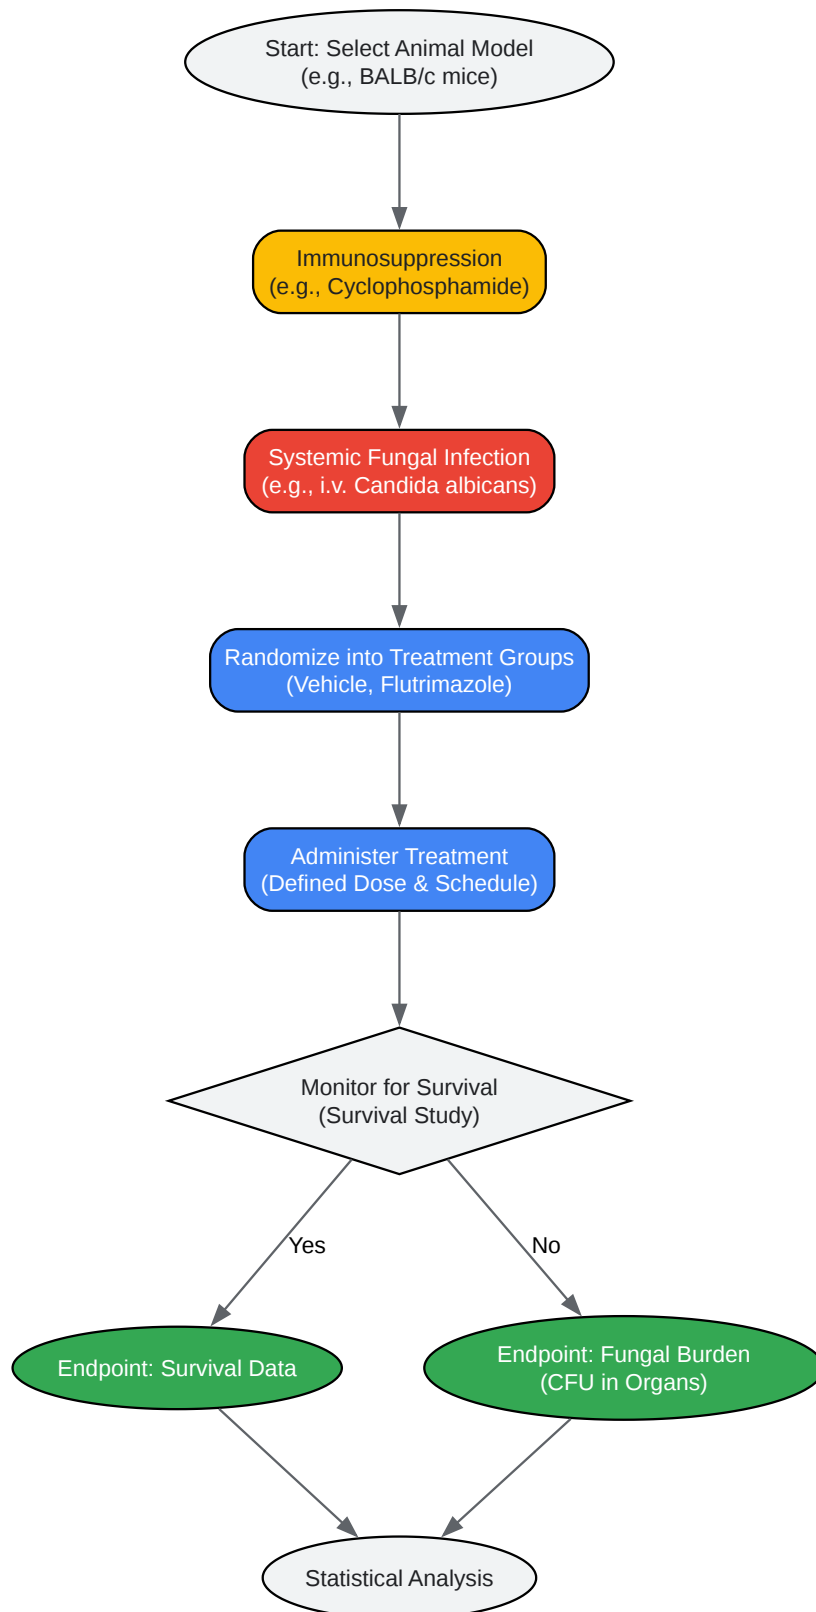 Start: Select Animal Model
(e.g., BALB/c mice)
Immunosuppression
(e.g., Cyclophosphamide)
Systemic Fungal Infection
(e.g., i.v. Candida albicans)
Randomize into Treatment Groups
(Vehicle, Flutrimazole)
Administer Treatment
(Defined Dose & Schedule)
Monitor for Survival
(Survival Study)
Yes
No
Endpoint: Survival Data
Endpoint: Fungal Burden
(CFU in Organs)
Statistical Analysis